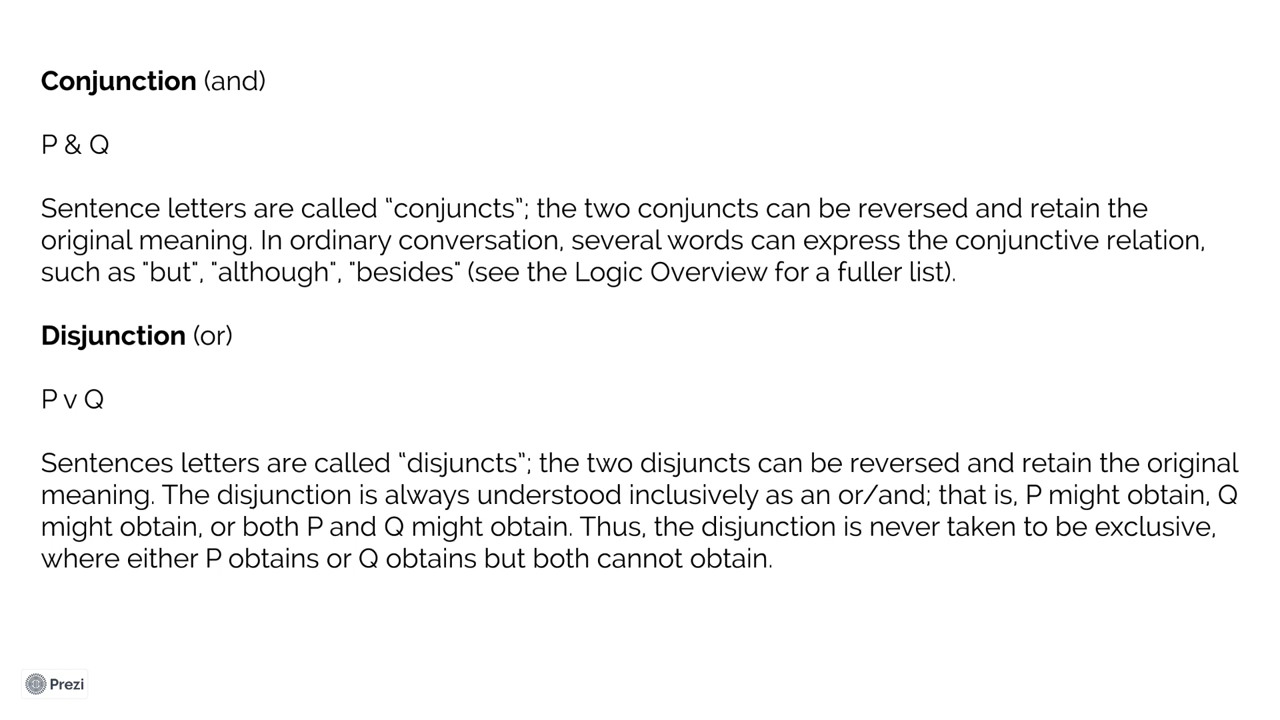 Conjunction (and)
P & Q
Sentence letters are called “conjuncts”; the two conjuncts can be reversed and retain the
original meaning. In ordinary conversation, several words can express the conjunctive relation,
such as "but", "although", "besides" (see the Logic Overview for a fuller list).
Disjunction (or)
P v Q
Sentences letters are called “disjuncts”; the two disjuncts can be reversed and retain the original
meaning. The disjunction is always understood inclusively as an or/and; that is, P might obtain, Q
might obtain, or both P and Q might obtain. Thus, the disjunction is never taken to be exclusive,
where either P obtains or Q obtains but both cannot obtain.
Prezi